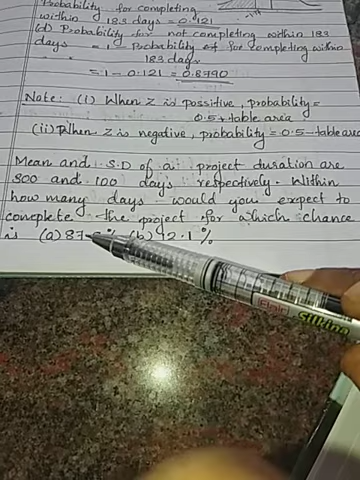 Probability for completing
within 183 days = 0.121
(d) Probability for not completing within 183
days = 1 - Probability of for completing within
183 days
= 1 - 0.121 = 0.8790
Note: (i) When Z is possitive, probability =
0.5 + table area
(ii) When Z is negative, probability = 0.5 - table area
Mean and S.D of a project duration are
800 and 100 days respectively. Within
how many days would you expect to
complete the project for which chance
is (a) 87 % (b) 42.1 %
Flair